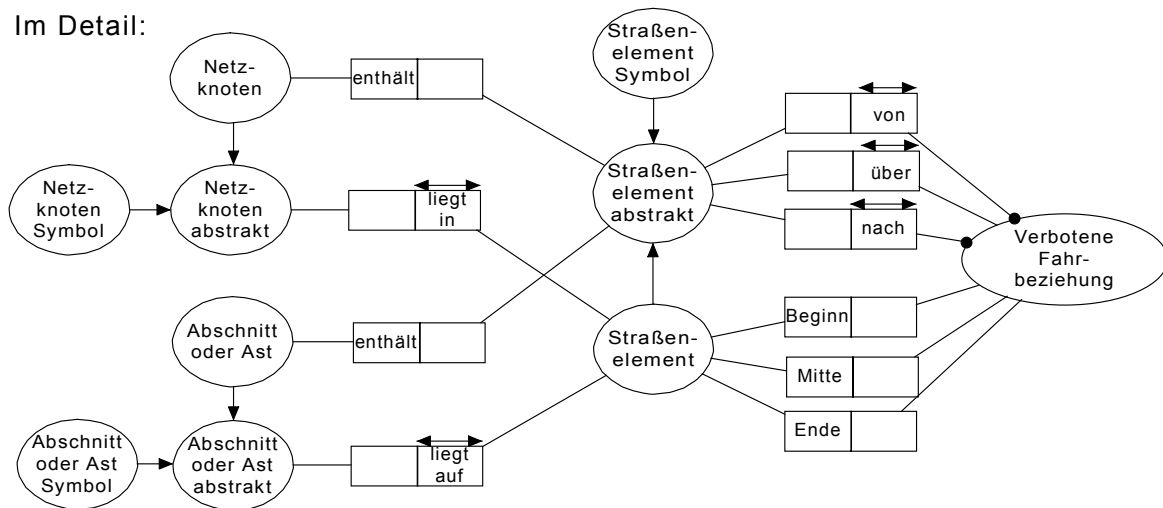 Im Detail:
Netz-
knoten
enthält
Straßen-
element
Symbol
von
Netz-
knoten
Symbol
Netz-
knoten
abstrakt
liegt
in
Straßen-
element
abstrakt
über
nach
Verbotene
Fahr-
beziehung
Abschnitt
oder Ast
enthält
Straßen-
element
Beginn
Mitte
Ende
Abschnitt
oder Ast
Symbol
Abschnitt
oder Ast
abstrakt
liegt
auf